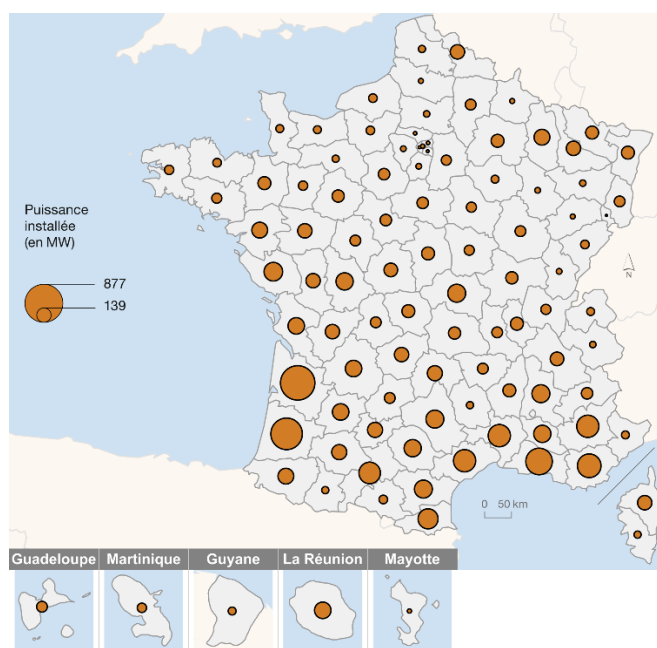 Puissance
installée
(en MW)
877
139
N
0 50 km
Guadeloupe Martinique Guyane La Réunion Mayotte